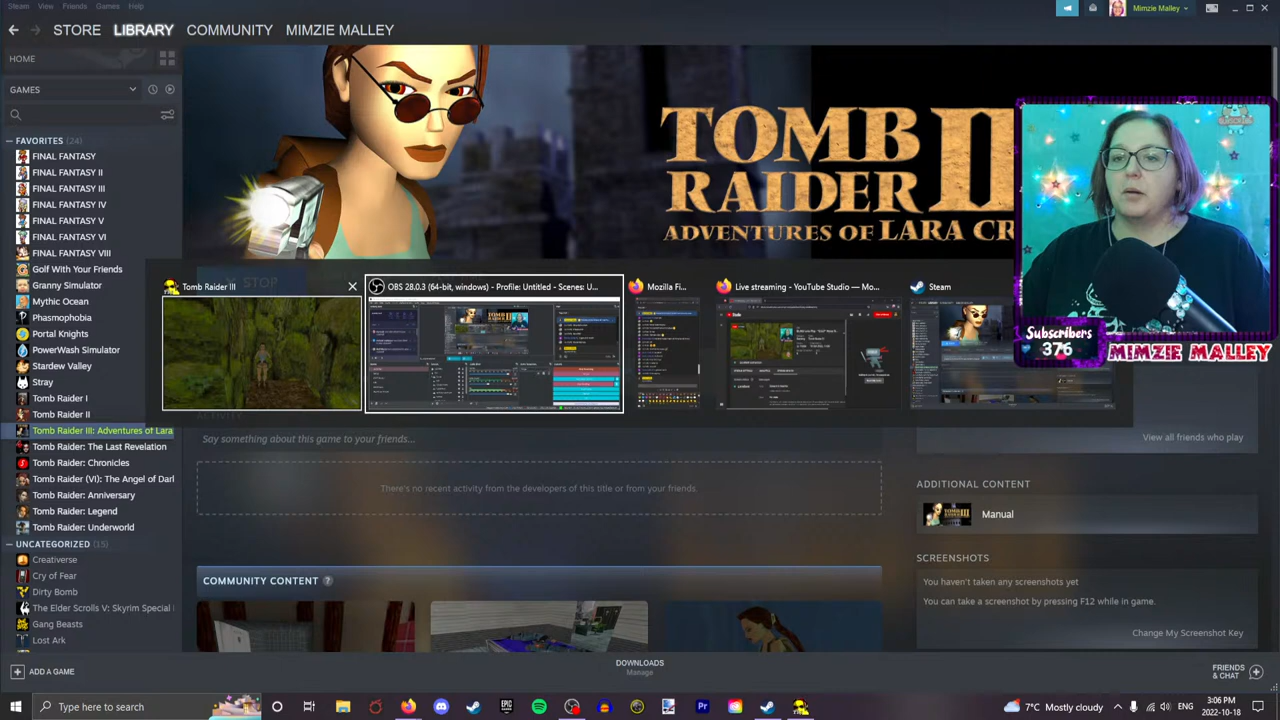 Steam View Friends Games Help
Mimzie Malley
STORE LIBRARY COMMUNITY MIMZIE MALLEY
HOME
GAMES
FAVORITES (24)
FINAL FANTASY
FINAL FANTASY II
FINAL FANTASY III
FINAL FANTASY IV
FINAL FANTASY V
FINAL FANTASY VI
FINAL FANTASY VIII
Golf With Your Friends
Granny Simulator
Mythic Ocean
Phasmophobia
Portal Knights
PowerWash Simulator
Stardew Valley
Stray
Tomb Raider I
Tomb Raider II
Tomb Raider III: Adventures of Lara
Tomb Raider: The Last Revelation
Tomb Raider: Chronicles
Tomb Raider (VI): The Angel of Dark
Tomb Raider: Anniversary
Tomb Raider: Legend
Tomb Raider: Underworld
UNCATEGORIZED (15)
Creativerse
Cry of Fear
Dirty Bomb
The Elder Scrolls V: Skyrim Special
Gang Beasts
Lost Ark
ADD A GAME
TOMB
RAIDER III
ADVENTURES OF LARA CR
STOP
Tomb Raider III
OBS 28.0.3 (64-bit, windows) - Profile: Untitled - Scenes: U...
Mozilla Fi...
Live streaming - YouTube Studio — Mo...
Steam
Subscribers
873
MIMZIE MALLEY
Say something about this game to your friends...
There's no recent activity from the developers of this title or from your friends.
COMMUNITY CONTENT ?
View all friends who play
ADDITIONAL CONTENT
Manual
SCREENSHOTS
You haven't taken any screenshots yet
You can take a screenshot by pressing F12 while in game.
Change My Screenshot Key
DOWNLOADS
Manage
FRIENDS
& CHAT
Type here to search
7°C Mostly cloudy
3:06 PM
2022-10-18